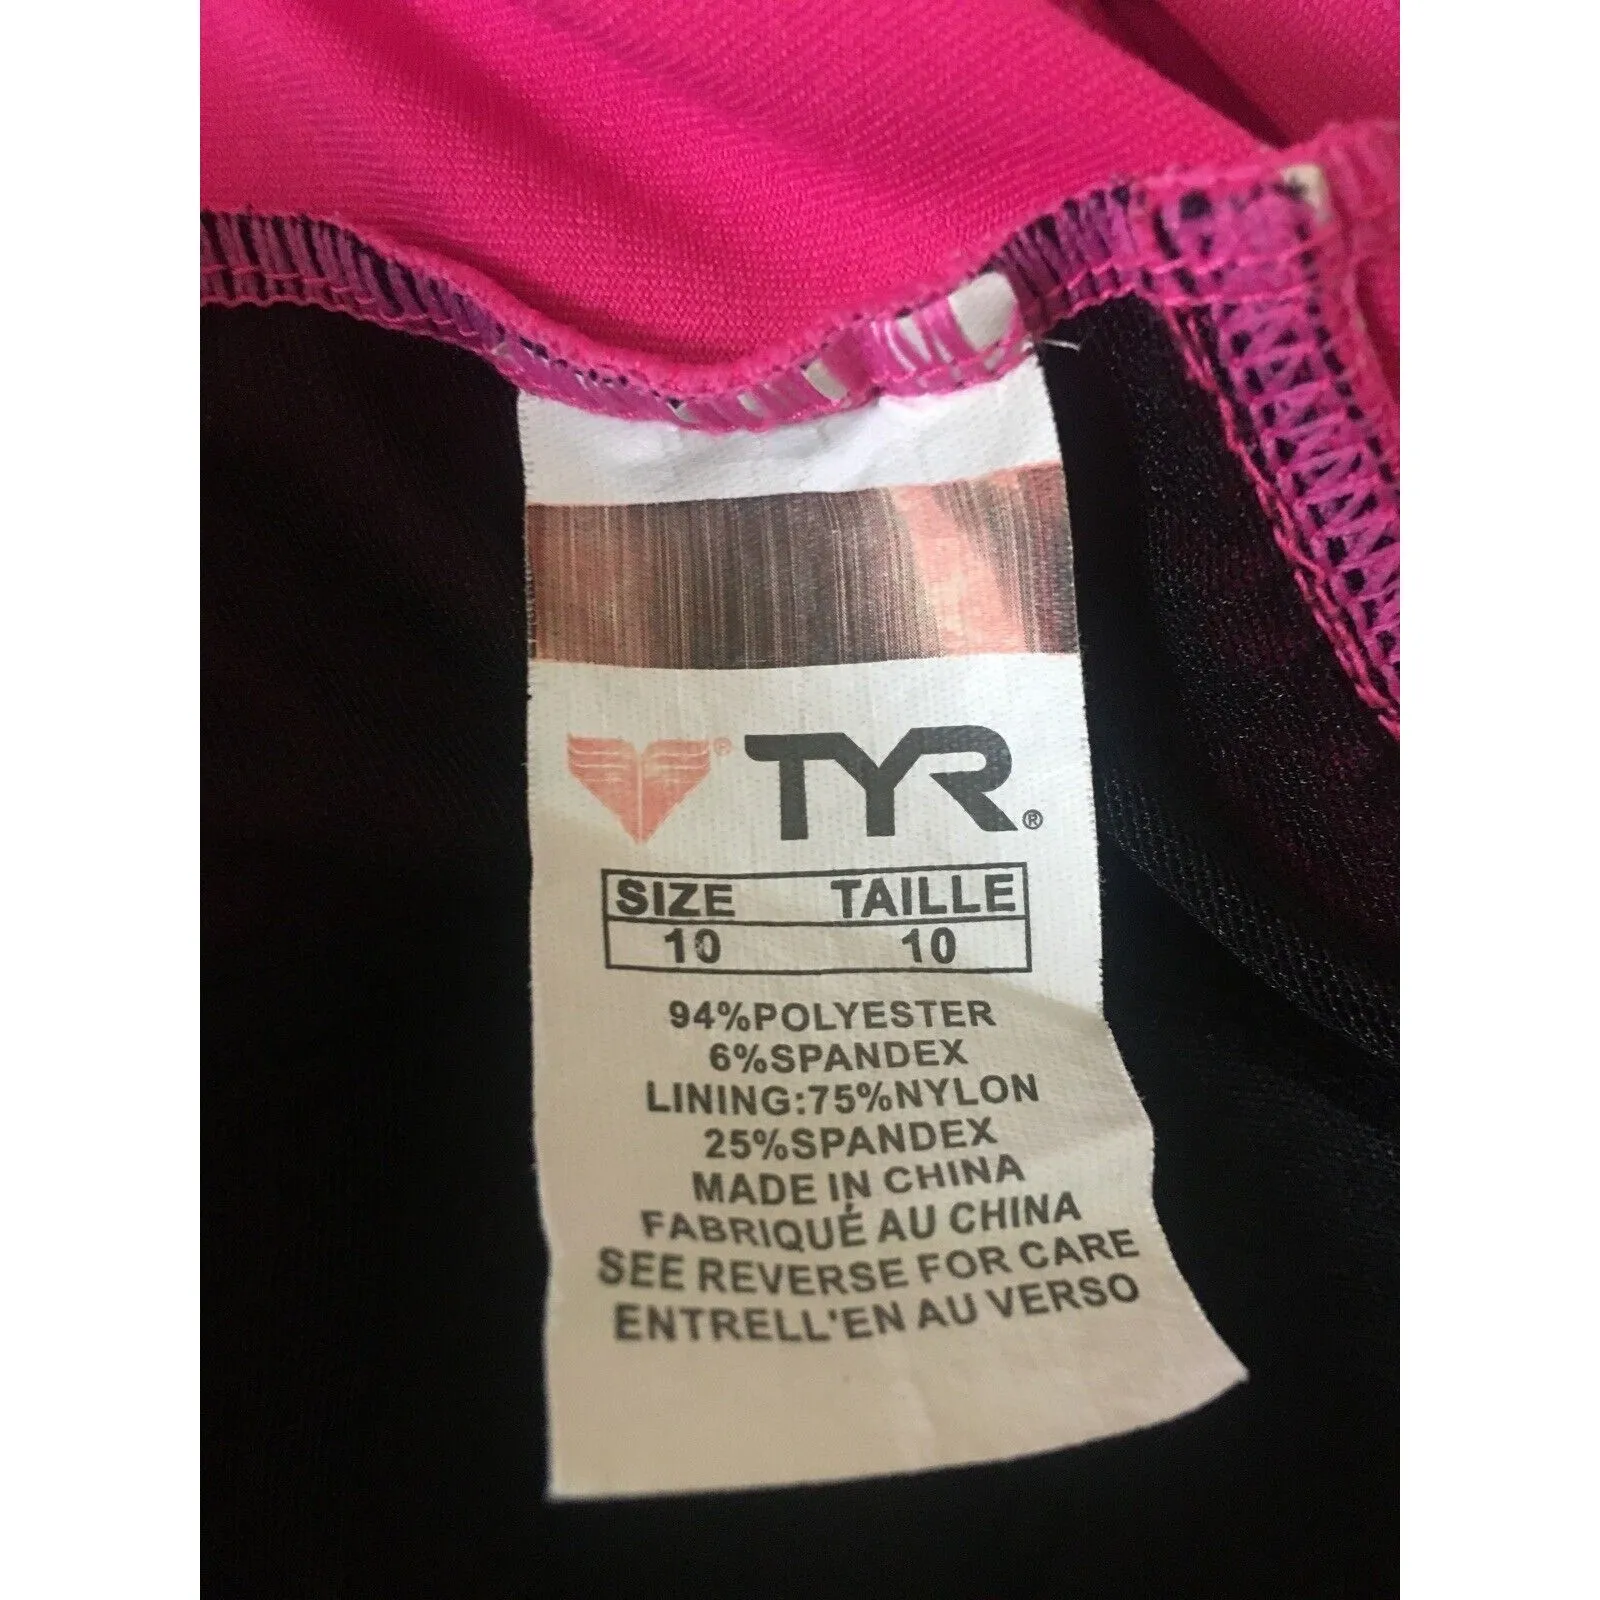 ® TYR®
SIZE TAILLE
10 10
94%POLYESTER
6%SPANDEX
LINING:75%NYLON
25%SPANDEX
MADE IN CHINA
FABRIQUÉ AU CHINA
SEE REVERSE FOR CARE
ENTRELL'EN AU VERSO